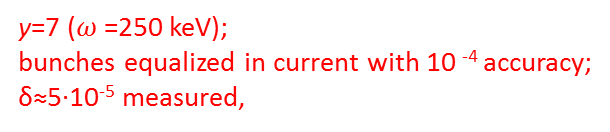 y=7 (ω =250 keV);
bunches equalized in current with 10 ⁻⁴ accuracy;
δ≈5·10⁻⁵ measured,